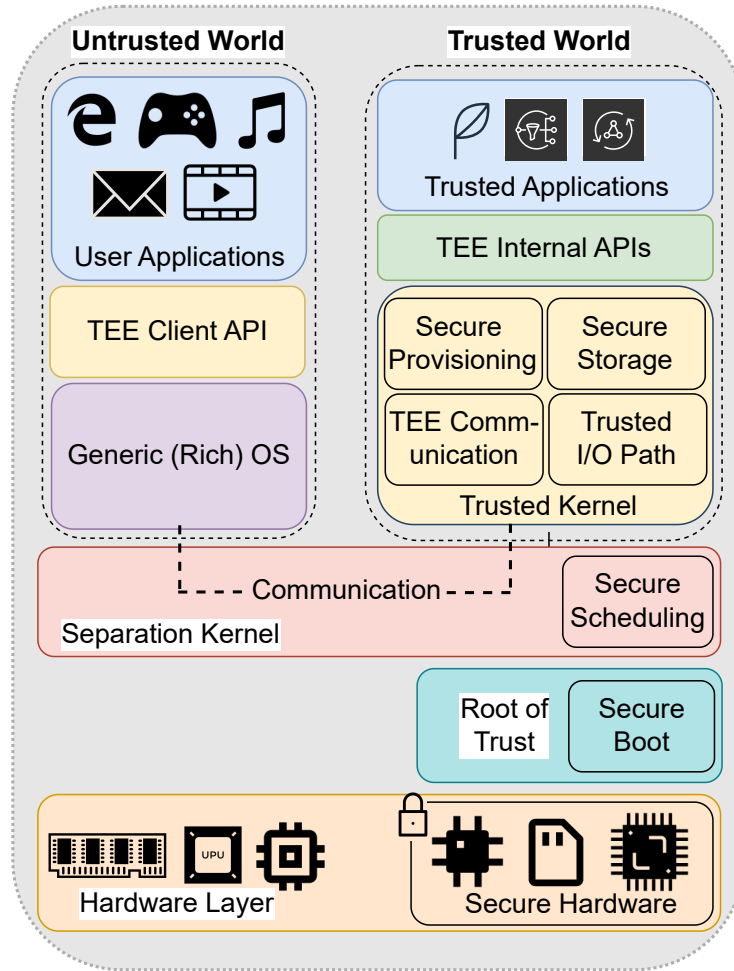 Untrusted World
Trusted World
User Applications
TEE Client API
Generic (Rich) OS
Trusted Applications
TEE Internal APIs
Secure
Provisioning
Secure
Storage
TEE Comm-
unication
Trusted
I/O Path
Trusted Kernel
Communication
Separation Kernel
Secure
Scheduling
Root of
Trust
Secure
Boot
UPU
Hardware Layer
Secure Hardware